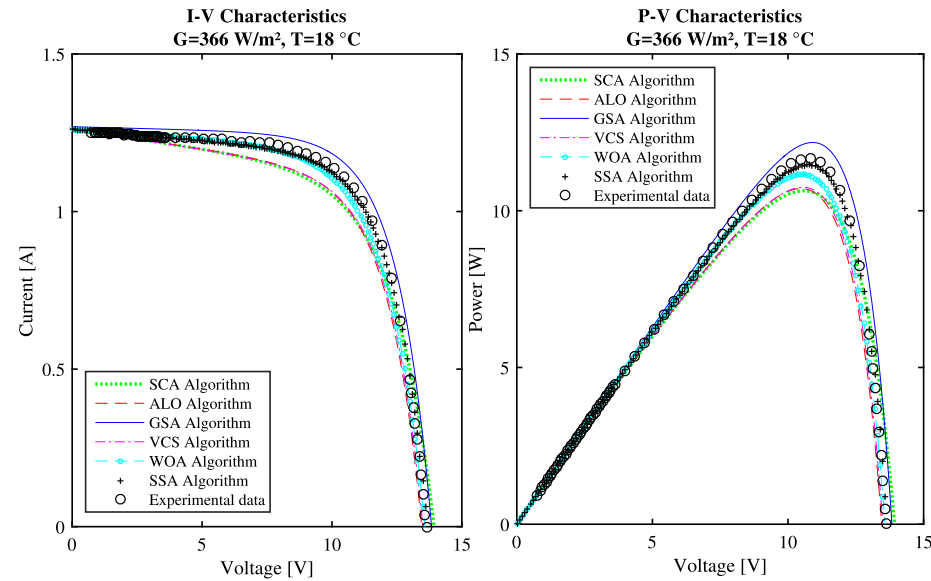 I-V Characteristics
G=366 W/m², T=18 °C
1.5
1
0.5
0
Current [A]
SCA Algorithm
ALO Algorithm
GSA Algorithm
VCS Algorithm
WOA Algorithm
SSA Algorithm
Experimental data
0
5
10
15
Voltage [V]
P-V Characteristics
G=366 W/m², T=18 °C
15
10
5
0
Power [W]
SCA Algorithm
ALO Algorithm
GSA Algorithm
VCS Algorithm
WOA Algorithm
SSA Algorithm
Experimental data
0
5
10
15
Voltage [V]